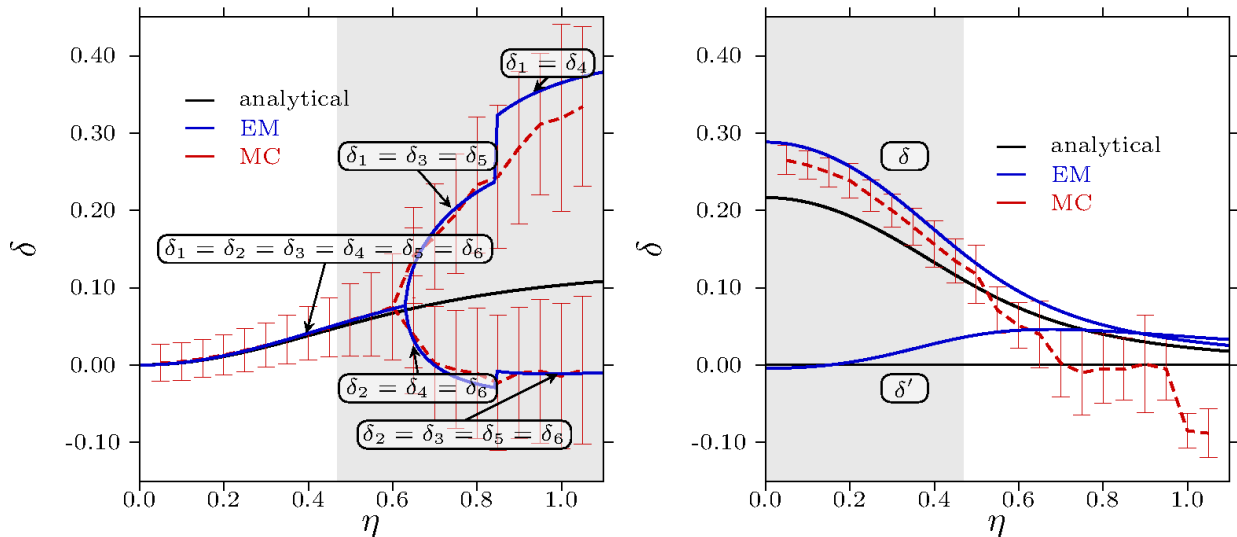 0.40
0.30
0.20
0.10
0.00
-0.10
δ
analytical
EM
MC
δ₁ = δ₄
δ₁ = δ₃ = δ₅
δ₁ = δ₂ = δ₃ = δ₄ = δ₅ = δ₆
δ₂ = δ₄ = δ₆
δ₂ = δ₃ = δ₅ = δ₆
0.0 0.2 0.4 0.6 0.8 1.0
η
0.40
0.30
0.20
0.10
0.00
-0.10
δ
δ
analytical
EM
MC
δ′
0.0 0.2 0.4 0.6 0.8 1.0
η